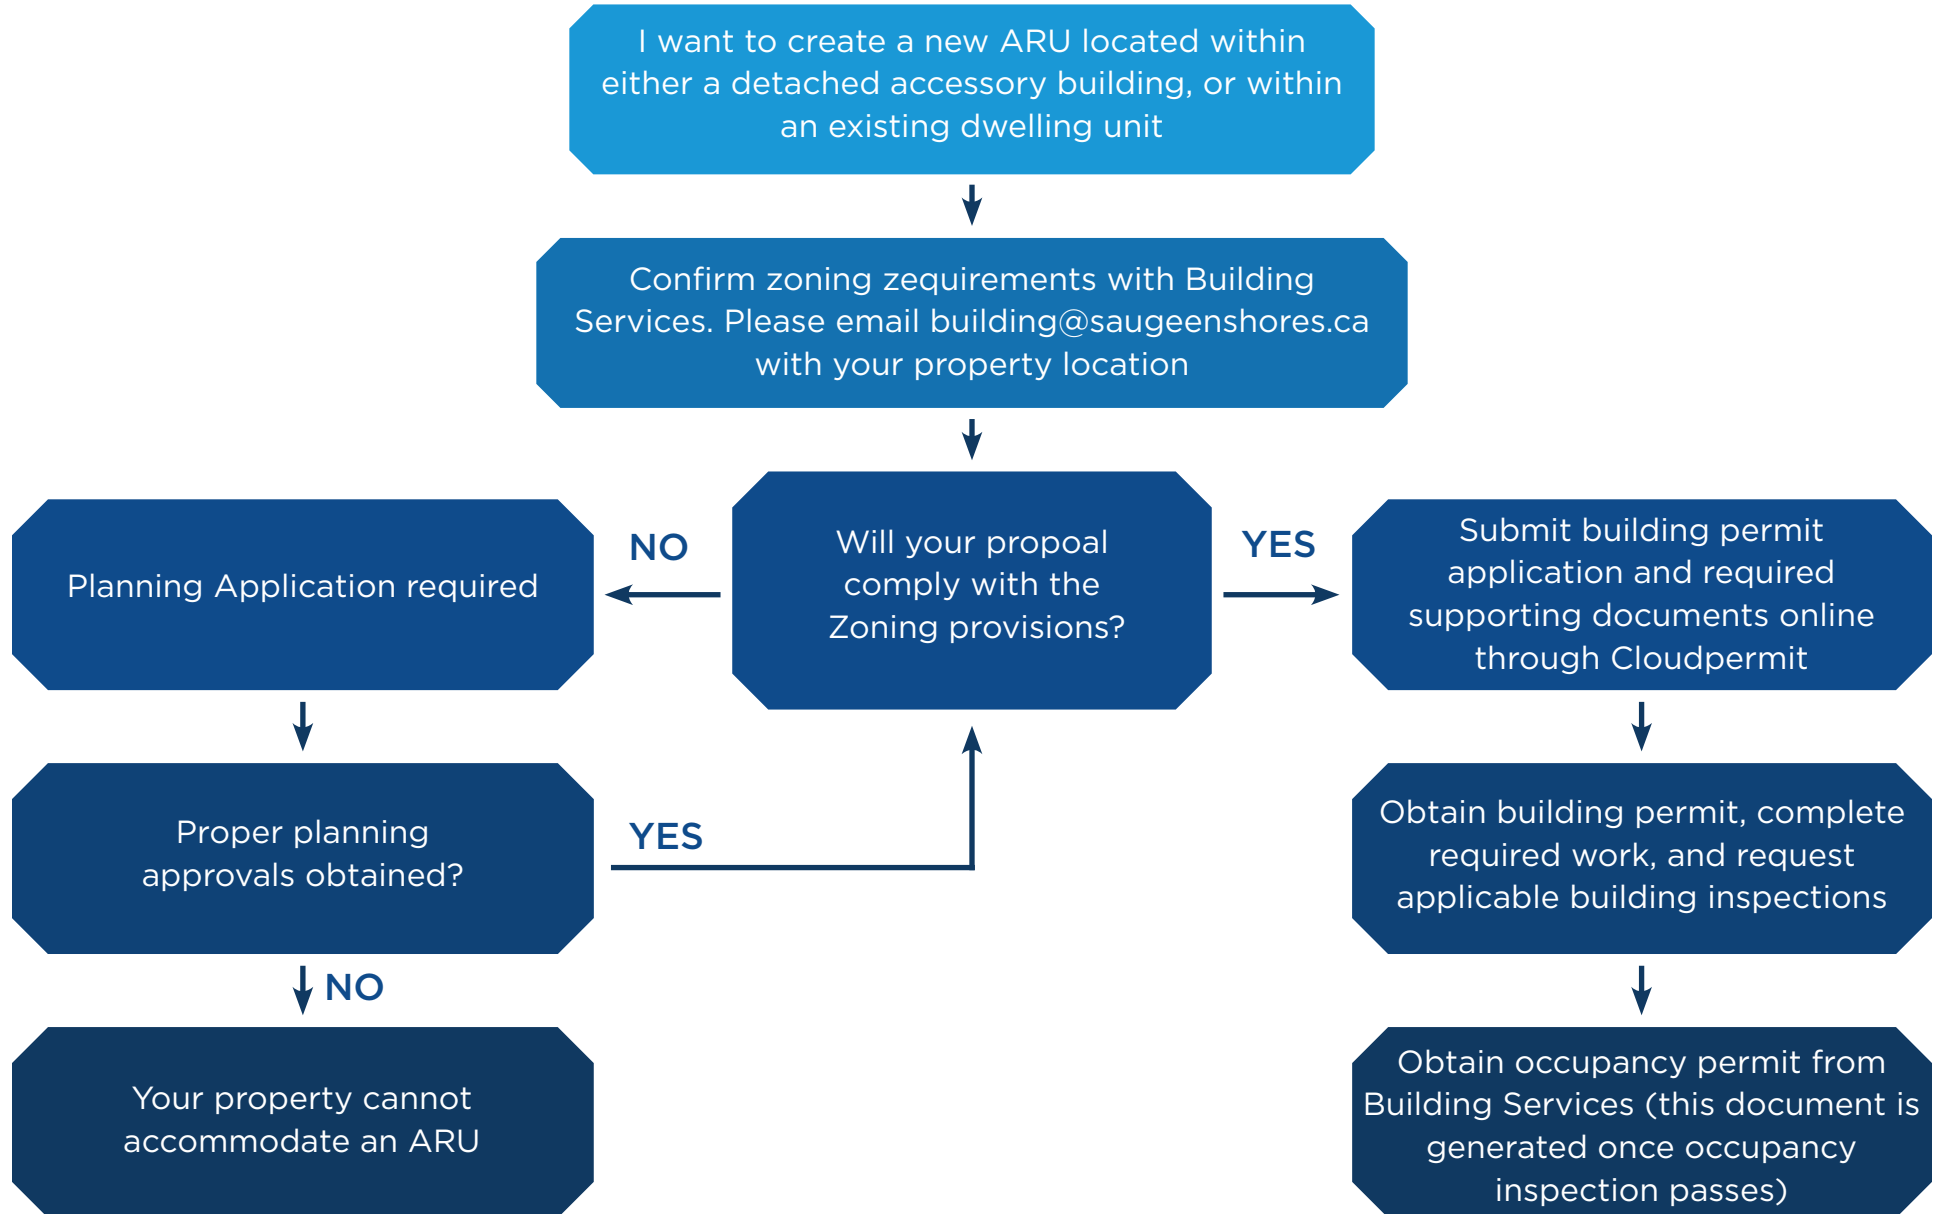 I want to create a new ARU located within
either a detached accessory building, or within
an existing dwelling unit
Confirm zoning zequirements with Building
Services. Please email building@saugeenshores.ca
with your property location
Will your propoal
comply with the
Zoning provisions?
NO
Planning Application required
Proper planning
approvals obtained?
YES
NO
Your property cannot
accommodate an ARU
YES
Submit building permit
application and required
supporting documents online
through Cloudpermit
Obtain building permit, complete
required work, and request
applicable building inspections
Obtain occupancy permit from
Building Services (this document is
generated once occupancy
inspection passes)